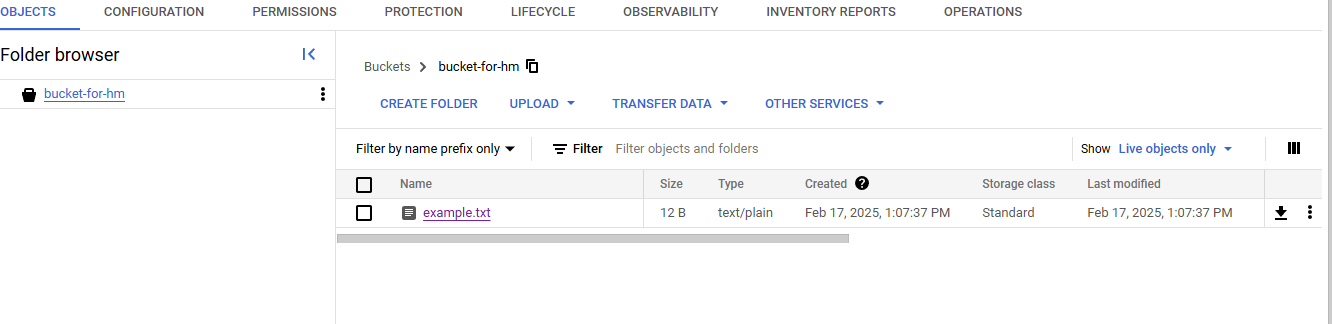 OBJECTS CONFIGURATION PERMISSIONS PROTECTION LIFECYCLE OBSERVABILITY INVENTORY REPORTS OPERATIONS
Folder browser
bucket-for-hm
Buckets bucket-for-hm
CREATE FOLDER UPLOAD TRANSFER DATA OTHER SERVICES
Filter by name prefix only Filter Filter objects and folders Show Live objects only
Name Size Type Created Storage class Last modified
example.txt 12 B text/plain Feb 17, 2025, 1:07:37 PM Standard Feb 17, 2025, 1:07:37 PM